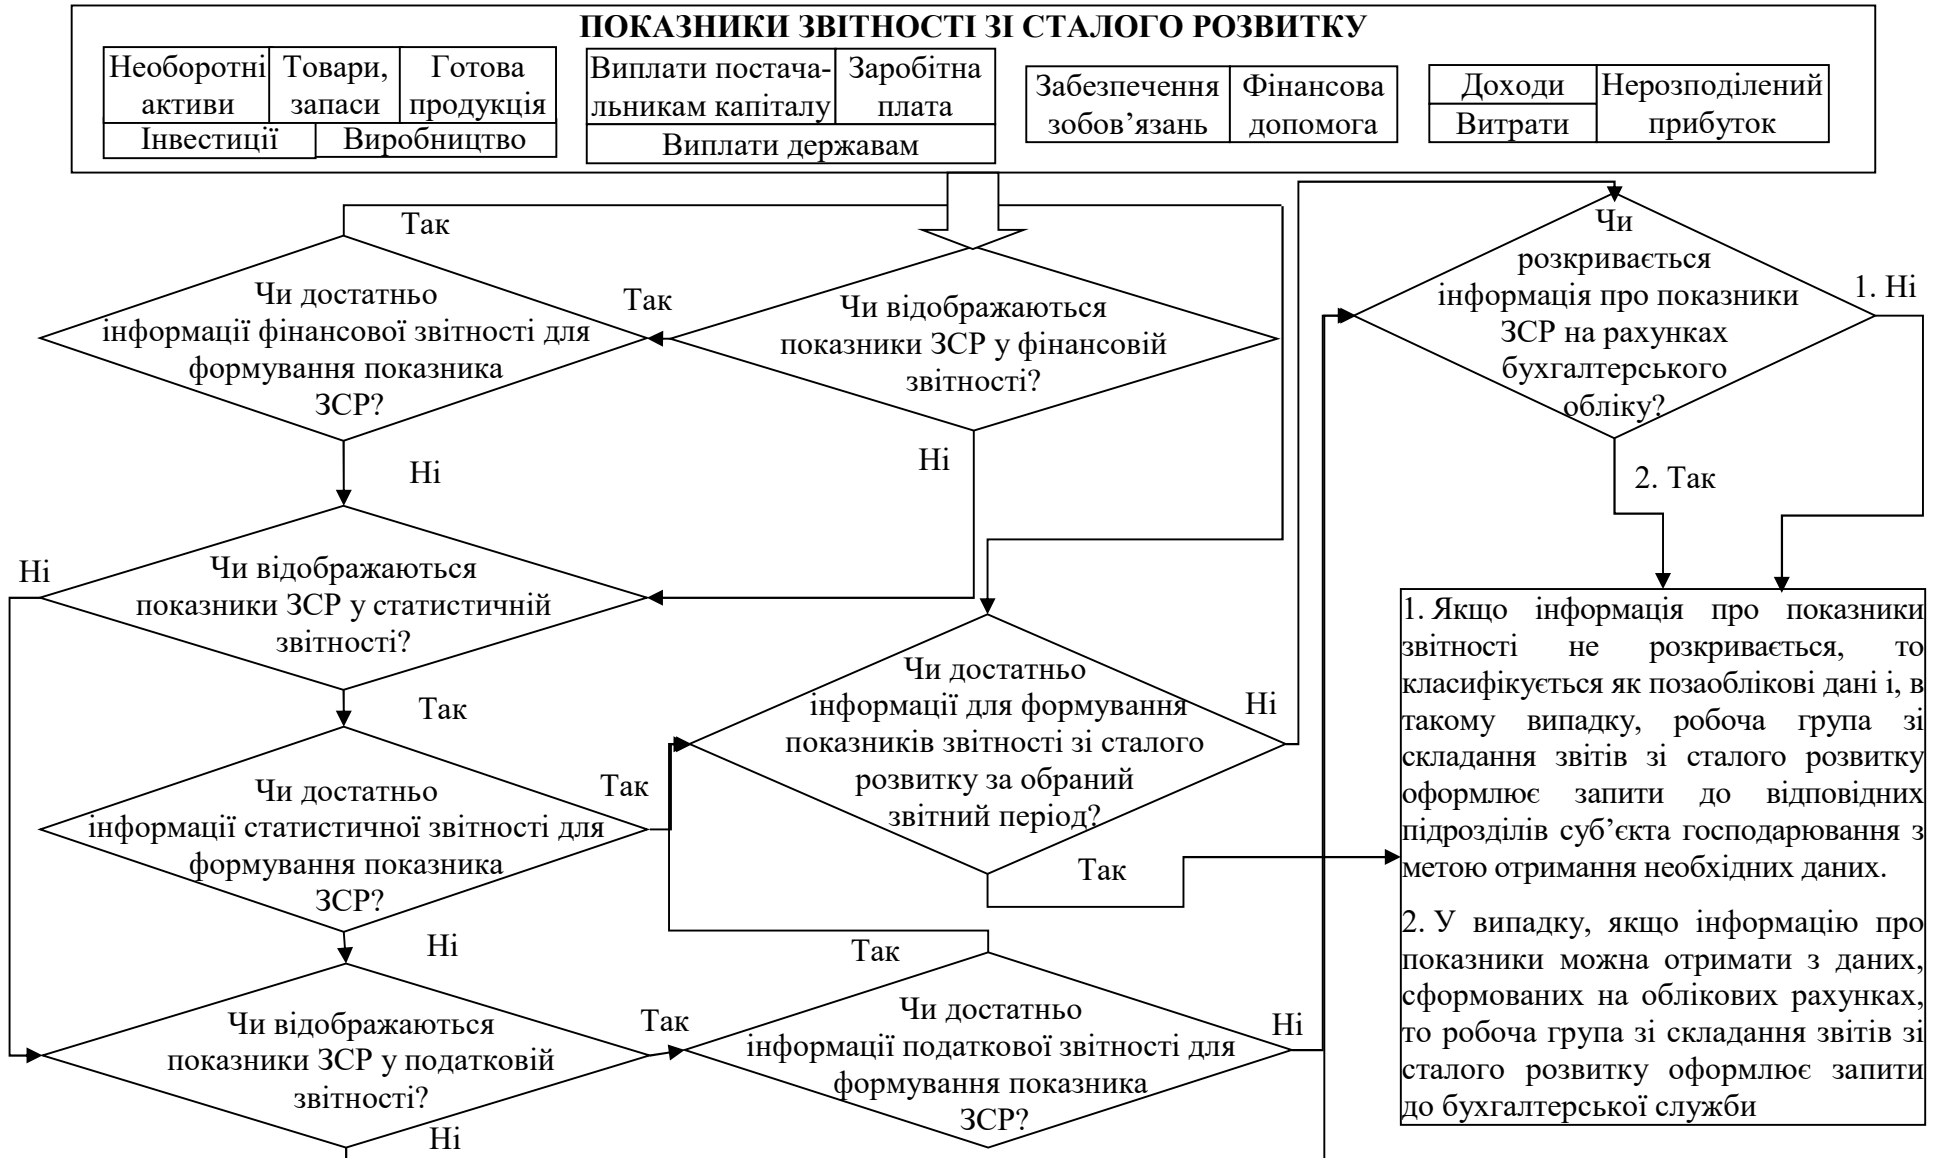 ПОКАЗНИКИ ЗВІТНОСТІ ЗІ СТАЛОГО РОЗВИТКУ
Необоротні
активи
Товари,
запаси
Готова
продукція
Інвестиції
Виробництво
Виплати постача-
льникам капіталу
Заробітна
плата
Виплати державам
Забезпечення
зобов’язань
Фінансова
допомога
Доходи
Витрати
Нерозподілений
прибуток
Так
Чи достатньо
інформації фінансової звітності для
формування показника
ЗСР?
Так
Чи відображаються
показники ЗСР у фінансовій
звітності?
Чи
розкривається
інформація про показники
ЗСР на рахунках
бухгалтерського
обліку?
1. Ні
2. Так
Ні
Ні
Ні
Чи відображаються
показники ЗСР у статистичній
звітності?
Так
Чи достатньо
інформації для формування
показників звітності зі сталого
розвитку за обраний
звітний період?
Ні
Так
Так
Чи достатньо
інформації статистичної звітності для
формування показника
ЗСР?
Ні
Так
Чи відображаються
показники ЗСР у податковій
звітності?
Так
Ні
Чи достатньо
інформації податкової звітності для
формування показника
ЗСР?
Ні
1. Якщо інформація про показники
звітності не розкривається, то
класифікується як позаоблікові дані і, в
такому випадку, робоча група зі
складання звітів зі сталого розвитку
оформлює запити до відповідних
підрозділів суб’єкта господарювання з
метою отримання необхідних даних.
2. У випадку, якщо інформацію про
показники можна отримати з даних,
сформованих на облікових рахунках,
то робоча група зі складання звітів зі
сталого розвитку оформлює запити
до бухгалтерської служби